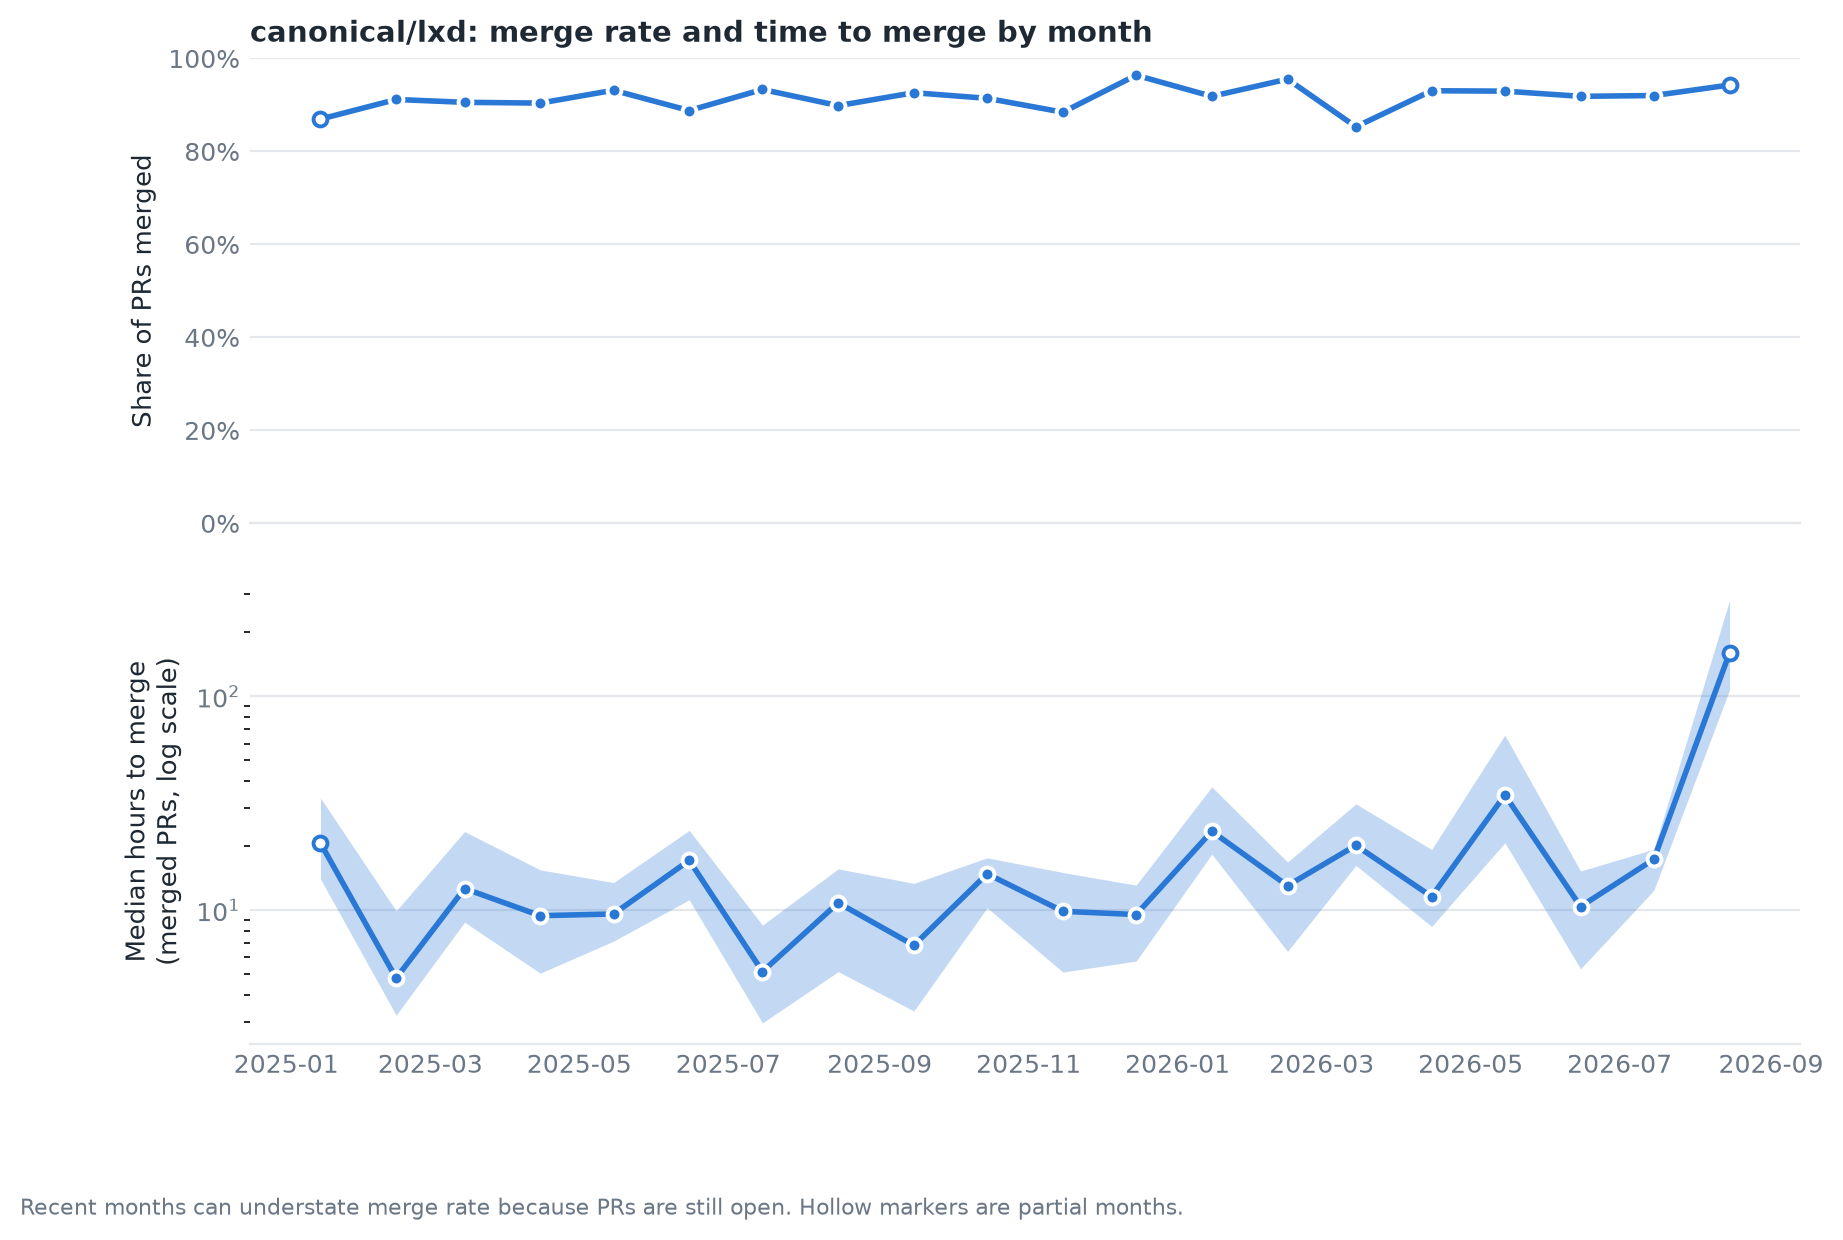 canonical/lxd: merge rate and time to merge by month
100%
80%
60%
40%
20%
0%
Share of PRs merged
10²
10¹
Median hours to merge
(merged PRs, log scale)
2025-01 2025-03 2025-05 2025-07 2025-09 2025-11 2026-01 2026-03 2026-05 2026-07 2026-09
Recent months can understate merge rate because PRs are still open. Hollow markers are partial months.